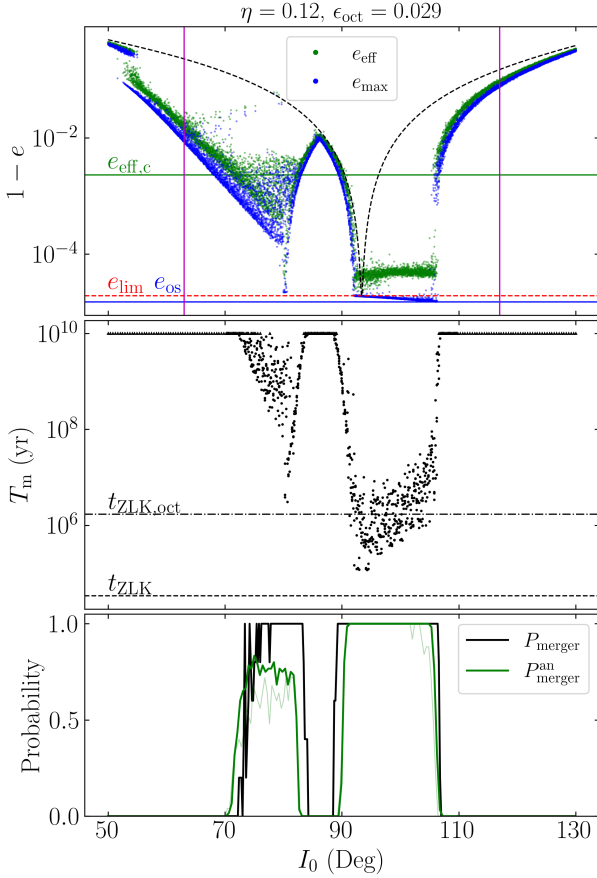 η = 0.12, ϵ_oct = 0.029
e_eff
e_max
10^−2
e_eff,c
1 − e
10^−4
e_lim e_os
10^10
10^8
T_m (yr)
t_ZLK,oct
10^6
t_ZLK
1.0
P_merger
P^an_merger
Probability
0.5
0.0
50 70 90 110 130
I_0 (Deg)